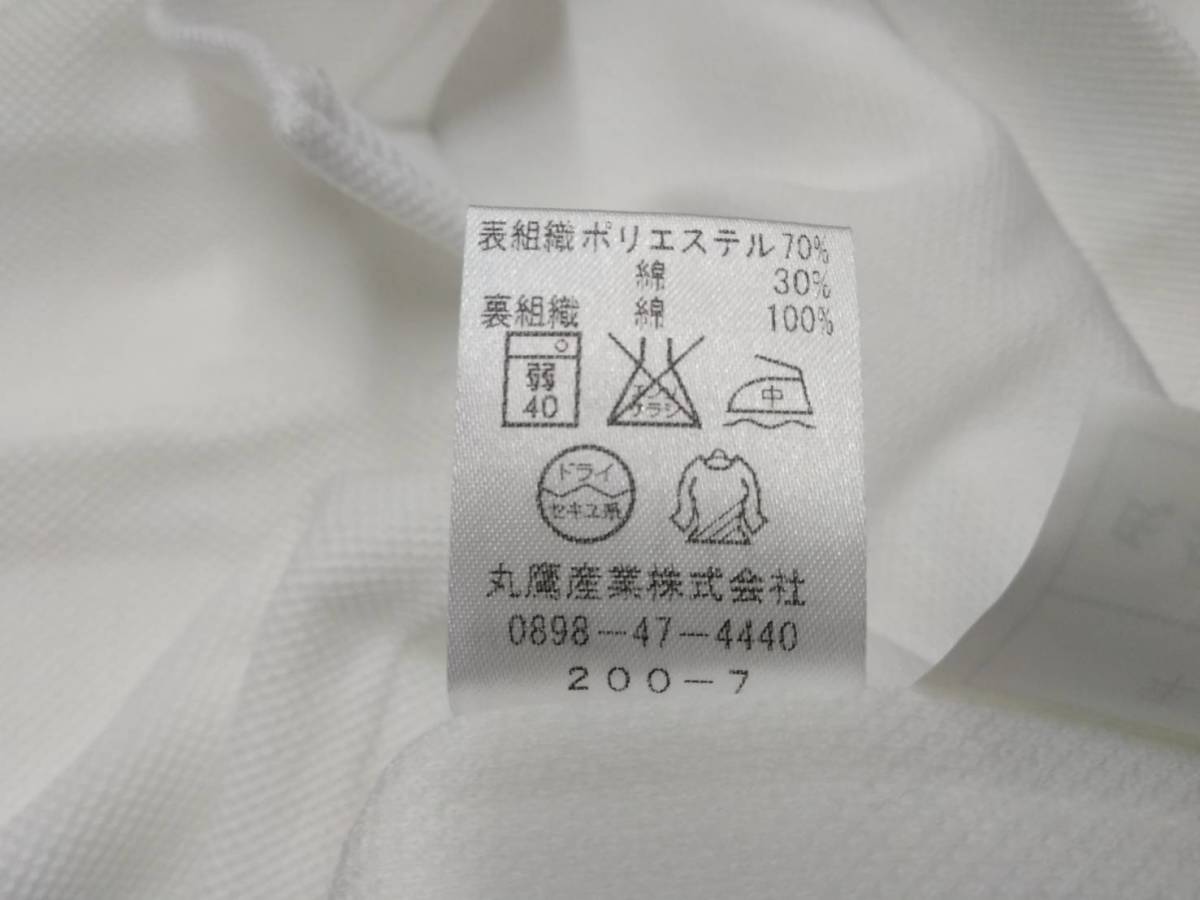 表組織ポリエステル70%
綿 30%
裏組織 綿 100%
弱
40
エンソ
サラシ
中
ドライ
セキユ系
丸鷹産業株式会社
0898-47-4440
200-7